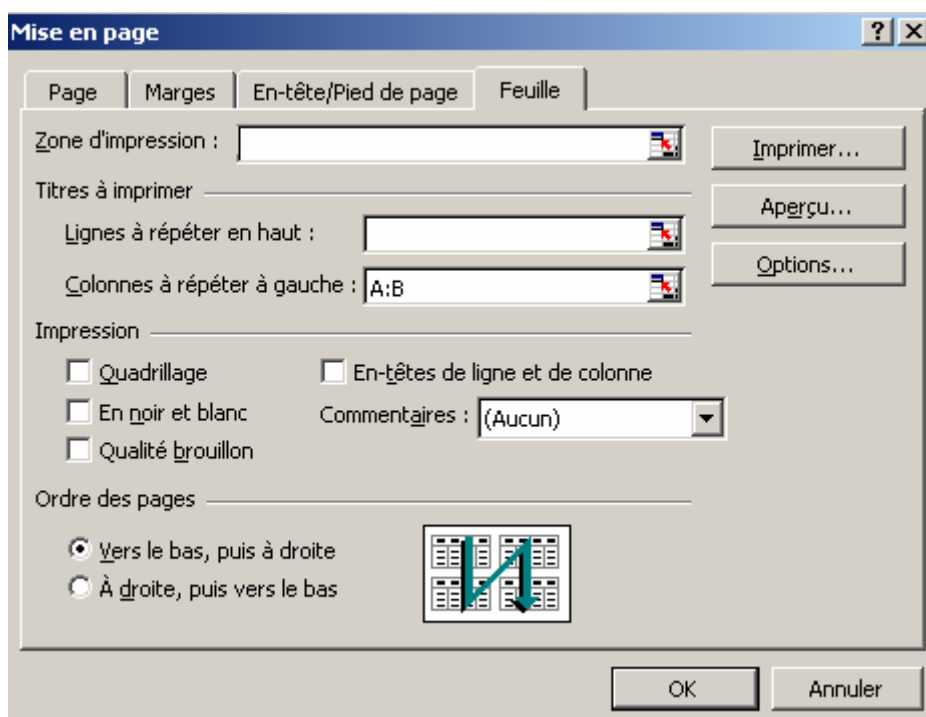 Mise en page
Page Marges En-tête/Pied de page Feuille
Zone d'impression :
Imprimer...
Titres à imprimer
Aperçu...
Lignes à répéter en haut :
Options...
Colonnes à répéter à gauche : A:B
Impression
Quadrillage
En-têtes de ligne et de colonne
En noir et blanc
Commentaires : (Aucun)
Qualité brouillon
Ordre des pages
Vers le bas, puis à droite
À droite, puis vers le bas
OK
Annuler